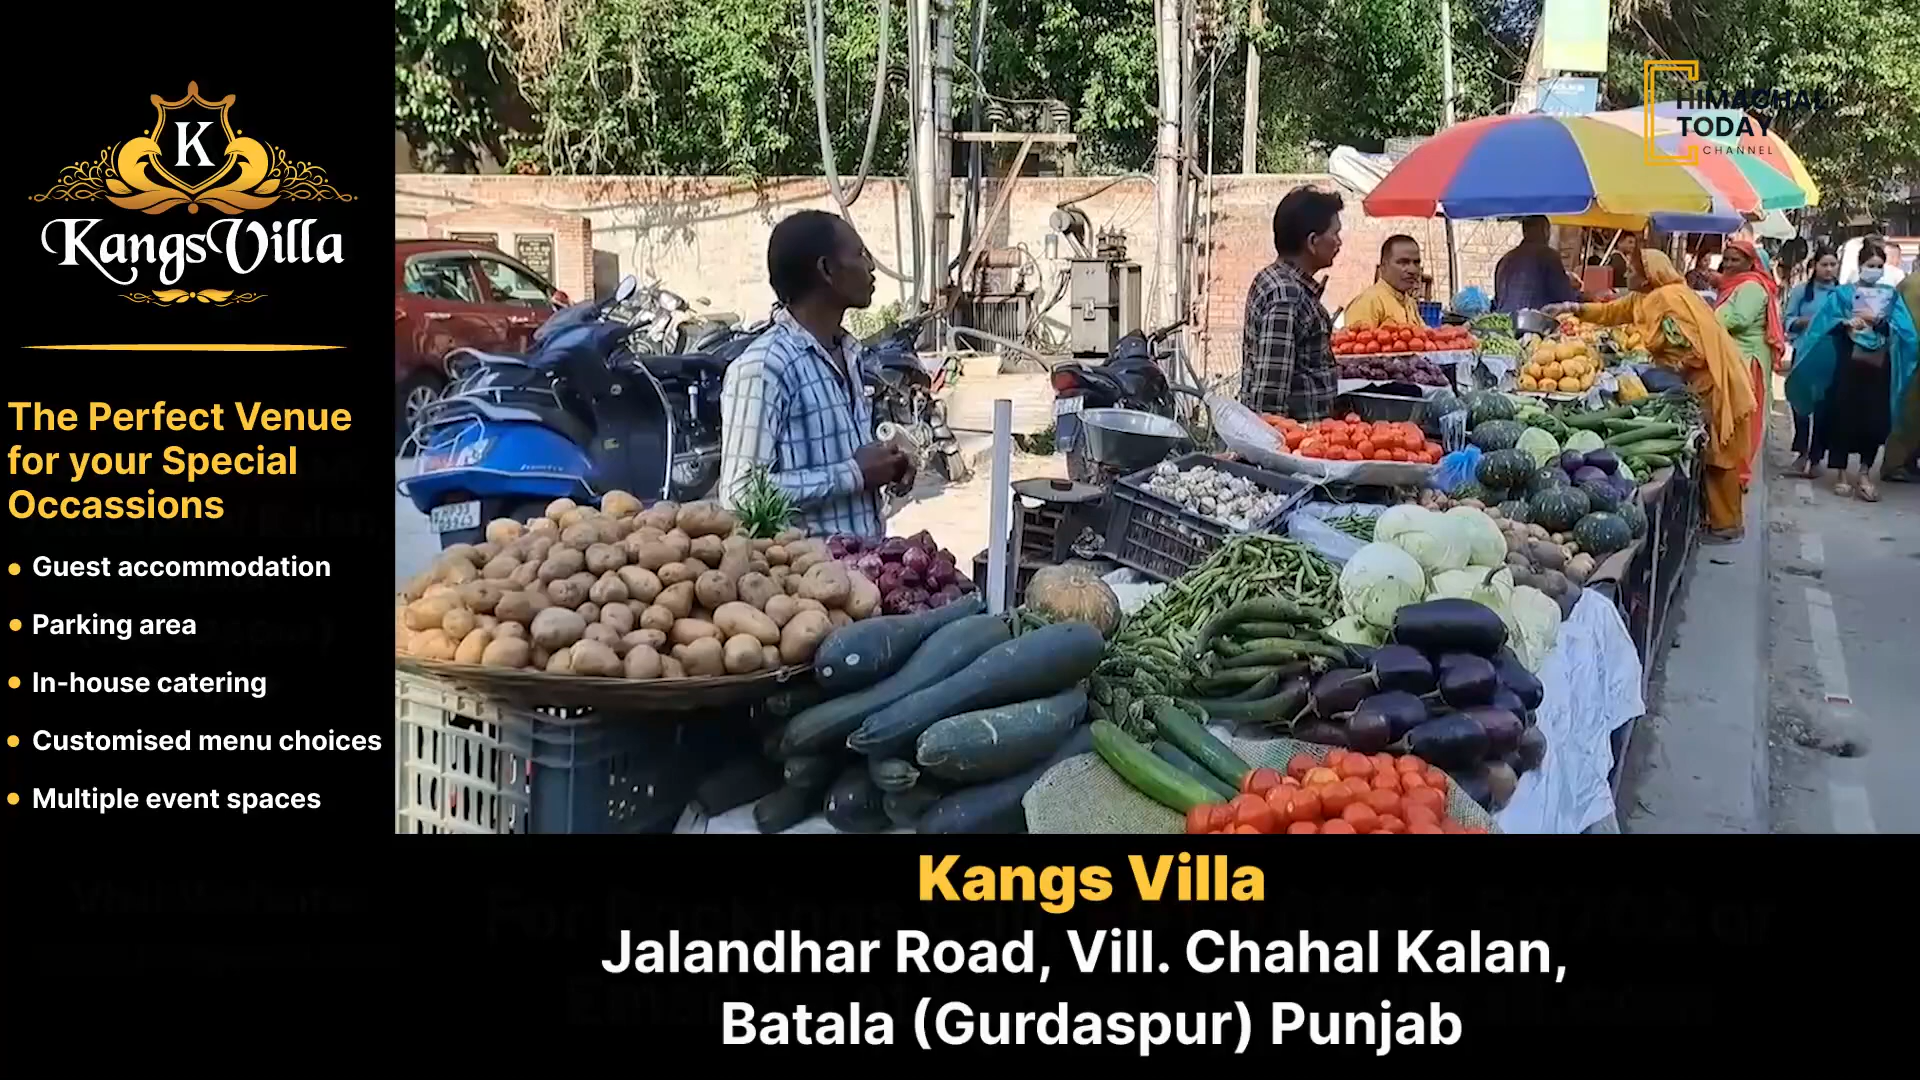 K
KangsVilla
The Perfect Venue
for your Special
Occassions
Guest accommodation
Parking area
In-house catering
Customised menu choices
Multiple event spaces
HIMACHAL
TODAY
CHANNEL
Kangs Villa
Jalandhar Road, Vill. Chahal Kalan,
Batala (Gurdaspur) Punjab